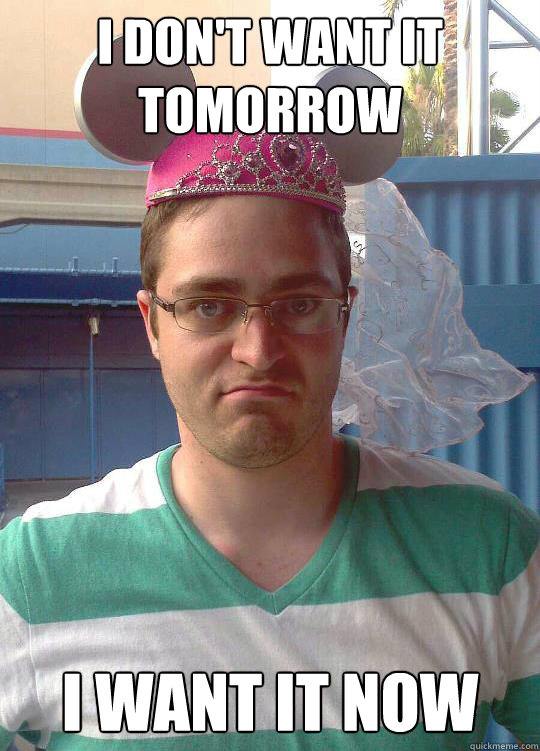 I DON'T WANT IT
TOMORROW
I WANT IT NOW
quickmeme.com